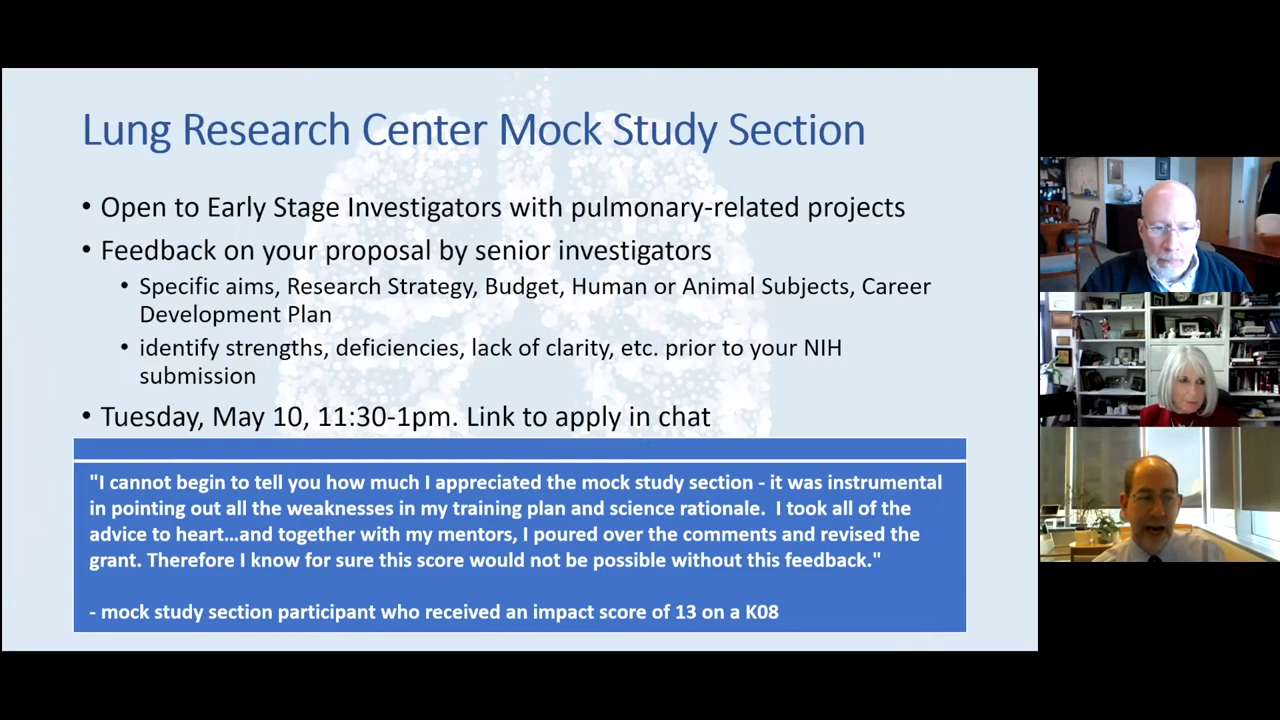 Lung Research Center Mock Study Section
• Open to Early Stage Investigators with pulmonary-related projects
• Feedback on your proposal by senior investigators
• Specific aims, Research Strategy, Budget, Human or Animal Subjects, Career
Development Plan
• identify strengths, deficiencies, lack of clarity, etc. prior to your NIH
submission
• Tuesday, May 10, 11:30-1pm. Link to apply in chat
"I cannot begin to tell you how much I appreciated the mock study section - it was instrumental
in pointing out all the weaknesses in my training plan and science rationale.  I took all of the
advice to heart…and together with my mentors, I poured over the comments and revised the
grant. Therefore I know for sure this score would not be possible without this feedback."
- mock study section participant who received an impact score of 13 on a K08